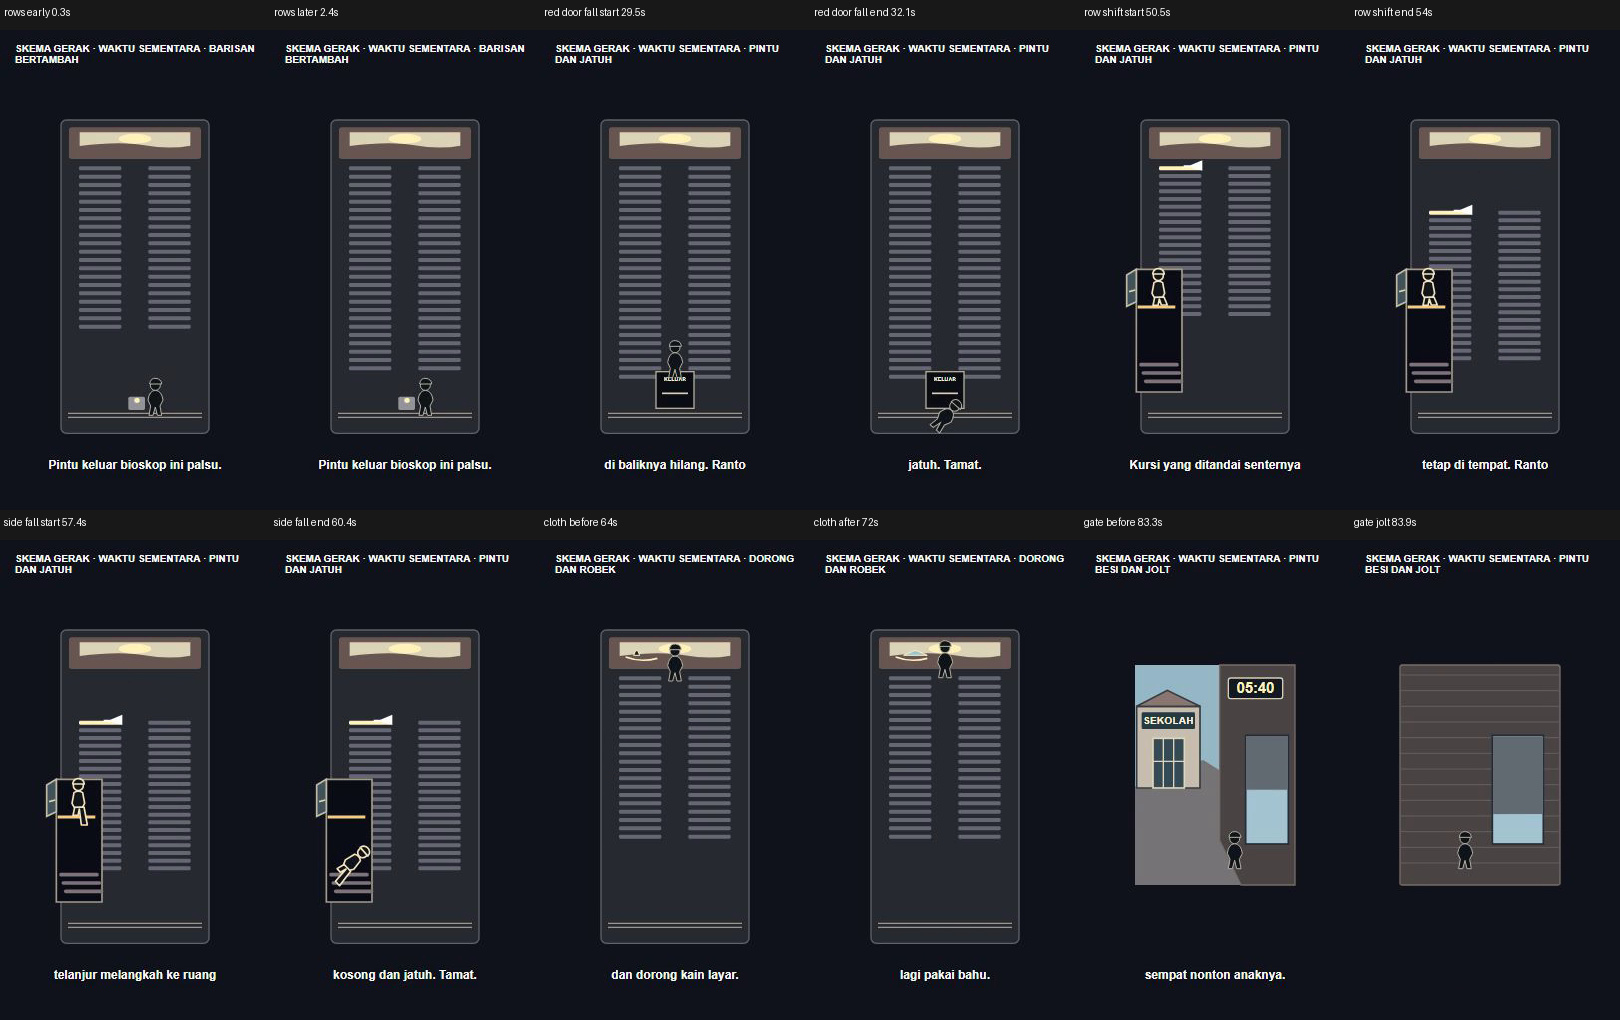 rows early 0.3s
rows later 2.4s
red door fall start 29.5s
red door fall end 32.1s
row shift start 50.5s
row shift end 54s
SKEMA GERAK · WAKTU SEMENTARA · BARISAN
BERTAMBAH
SKEMA GERAK · WAKTU SEMENTARA · BARISAN
BERTAMBAH
SKEMA GERAK · WAKTU SEMENTARA · PINTU
DAN JATUH
SKEMA GERAK · WAKTU SEMENTARA · PINTU
DAN JATUH
SKEMA GERAK · WAKTU SEMENTARA · PINTU
DAN JATUH
SKEMA GERAK · WAKTU SEMENTARA · PINTU
DAN JATUH
KELUAR
KELUAR
Pintu keluar bioskop ini palsu.
Pintu keluar bioskop ini palsu.
di baliknya hilang. Ranto
jatuh. Tamat.
Kursi yang ditandai senternya
tetap di tempat. Ranto
side fall start 57.4s
side fall end 60.4s
cloth before 64s
cloth after 72s
gate before 83.3s
gate jolt 83.9s
SKEMA GERAK · WAKTU SEMENTARA · PINTU
DAN JATUH
SKEMA GERAK · WAKTU SEMENTARA · PINTU
DAN JATUH
SKEMA GERAK · WAKTU SEMENTARA · DORONG
DAN ROBEK
SKEMA GERAK · WAKTU SEMENTARA · DORONG
DAN ROBEK
SKEMA GERAK · WAKTU SEMENTARA · PINTU
BESI DAN JOLT
SKEMA GERAK · WAKTU SEMENTARA · PINTU
BESI DAN JOLT
05:40
SEKOLAH
telanjur melangkah ke ruang
kosong dan jatuh. Tamat.
dan dorong kain layar.
lagi pakai bahu.
sempat nonton anaknya.